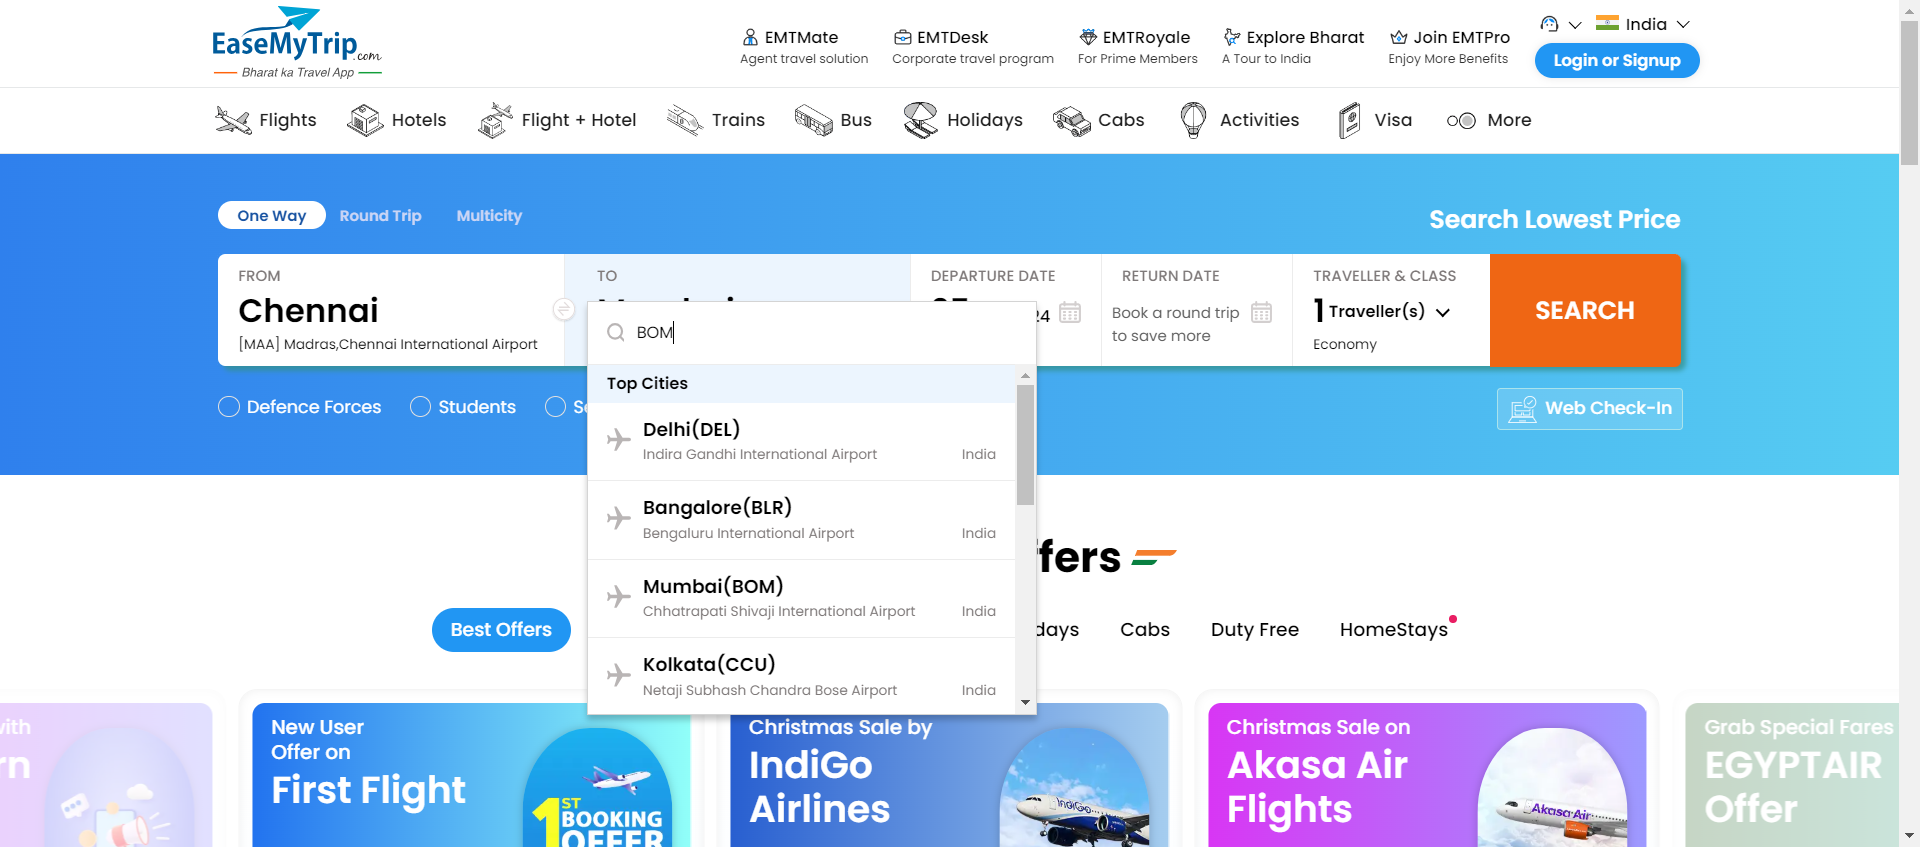 EaseMyTrip.com
Bharat ka Travel App
EMTMate
Agent travel solution
EMTDesk
Corporate travel program
EMTRoyale
For Prime Members
Explore Bharat
A Tour to India
Join EMTPro
Enjoy More Benefits
India
Login or Signup
Flights
Hotels
Flight + Hotel
Trains
Bus
Holidays
Cabs
Activities
Visa
More
One Way
Round Trip
Multicity
Search Lowest Price
FROM
Chennai
[MAA] Madras,Chennai International Airport
TO
DEPARTURE DATE
24
RETURN DATE
Book a round trip
to save more
TRAVELLER & CLASS
1 Traveller(s)
Economy
SEARCH
BOM
Top Cities
Delhi(DEL)
Indira Gandhi International Airport India
Bangalore(BLR)
Bengaluru International Airport India
Mumbai(BOM)
Chhatrapati Shivaji International Airport India
Kolkata(CCU)
Netaji Subhash Chandra Bose Airport India
Defence Forces
Students
Web Check-In
ffers
Best Offers
days
Cabs
Duty Free
HomeStays
New User
Offer on
First Flight
1ST
BOOKING
OFFER
Christmas Sale by
IndiGo
Airlines
IndiGo
Christmas Sale on
Akasa Air
Flights
Akasa Air
Grab Special Fares
EGYPTAIR
Offer